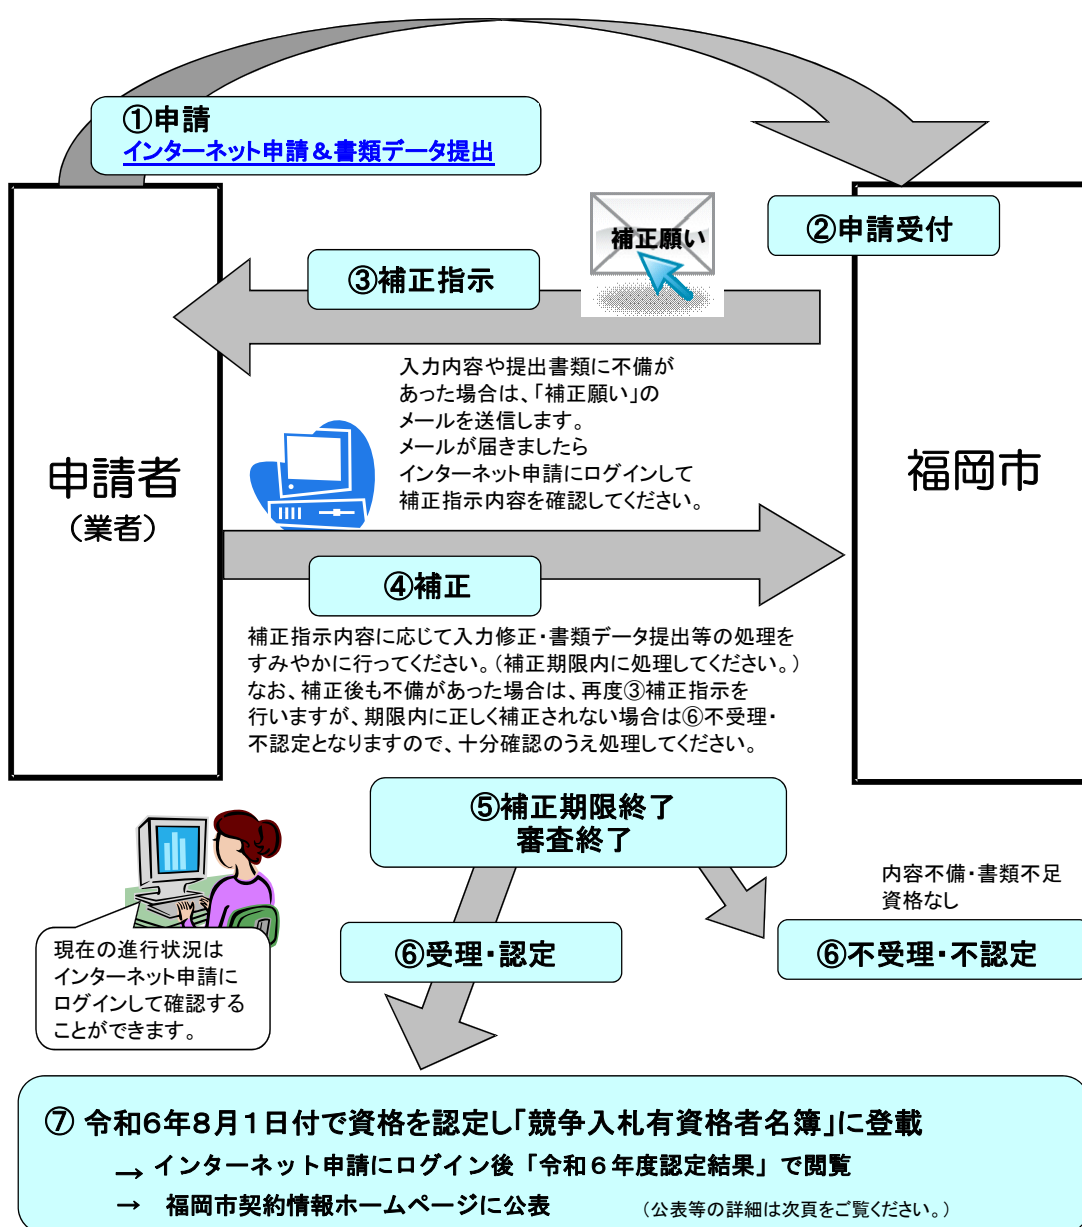 ①申請
インターネット申請＆書類データ提出
②申請受付
補正願い
③補正指示
入力内容や提出書類に不備が
あった場合は、「補正願い」の
メールを送信します。
メールが届きましたら
インターネット申請にログインして
補正指示内容を確認してください。
申請者
（業者）
福岡市
④補正
補正指示内容に応じて入力修正・書類データ提出等の処理を
すみやかに行ってください。（補正期限内に処理してください。）
なお、補正後も不備があった場合は、再度③補正指示を
行いますが、期限内に正しく補正されない場合は⑥不受理・
不認定となりますので、十分確認のうえ処理してください。
⑤補正期限終了
審査終了
内容不備・書類不足
資格なし
⑥受理・認定
⑥不受理・不認定
現在の進行状況は
インターネット申請に
ログインして確認する
ことができます。
⑦ 令和６年８月１日付で資格を認定し「競争入札有資格者名簿」に登載
→ インターネット申請にログイン後「令和６年度認定結果」で閲覧
→ 福岡市契約情報ホームページに公表 （公表等の詳細は次頁をご覧ください。）